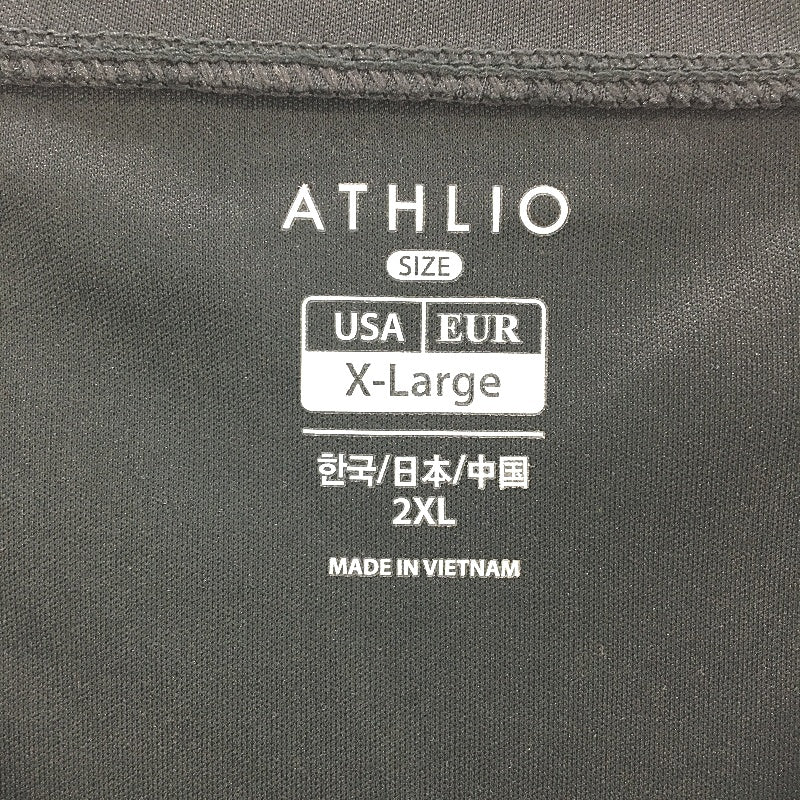 ATHLIO
SIZE
USA EUR
X-Large
한국/日本/中国
2XL
MADE IN VIETNAM